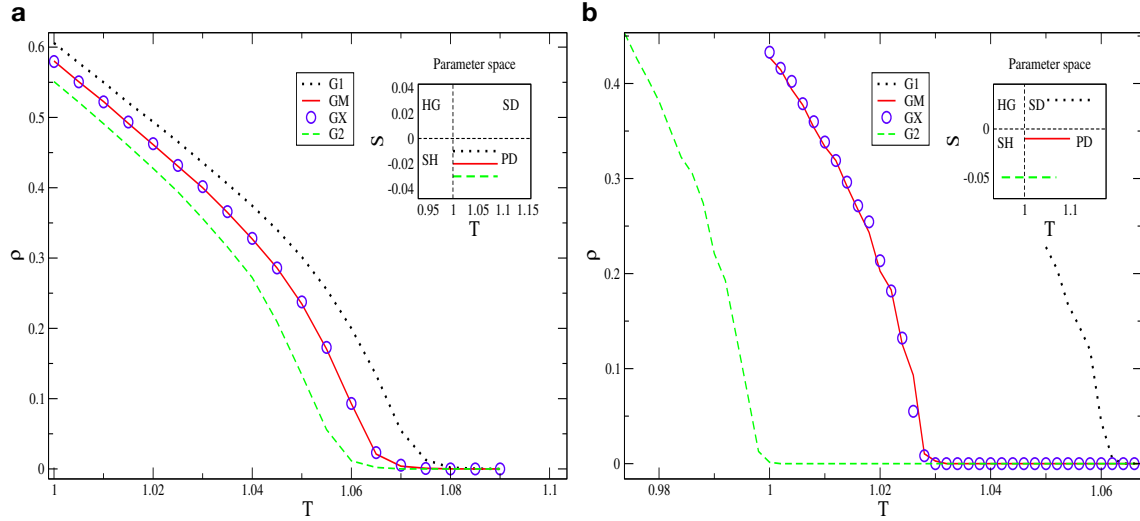 a
0.6
0.5
0.4
0.3
0.2
0.1
0
ρ
1
1.02
1.04
1.06
1.08
1.1
T
G1
GM
GX
G2
Parameter space
0.04
0.02
0
-0.02
-0.04
S
HG
SD
SH
PD
0.95
1
1.05
1.1
1.15
T
b
0.4
0.3
0.2
0.1
0
ρ
0.98
1.00
1.02
1.04
1.06
T
G1
GM
GX
G2
Parameter space
0
-0.05
S
HG
SD
SH
PD
1
1.1
T